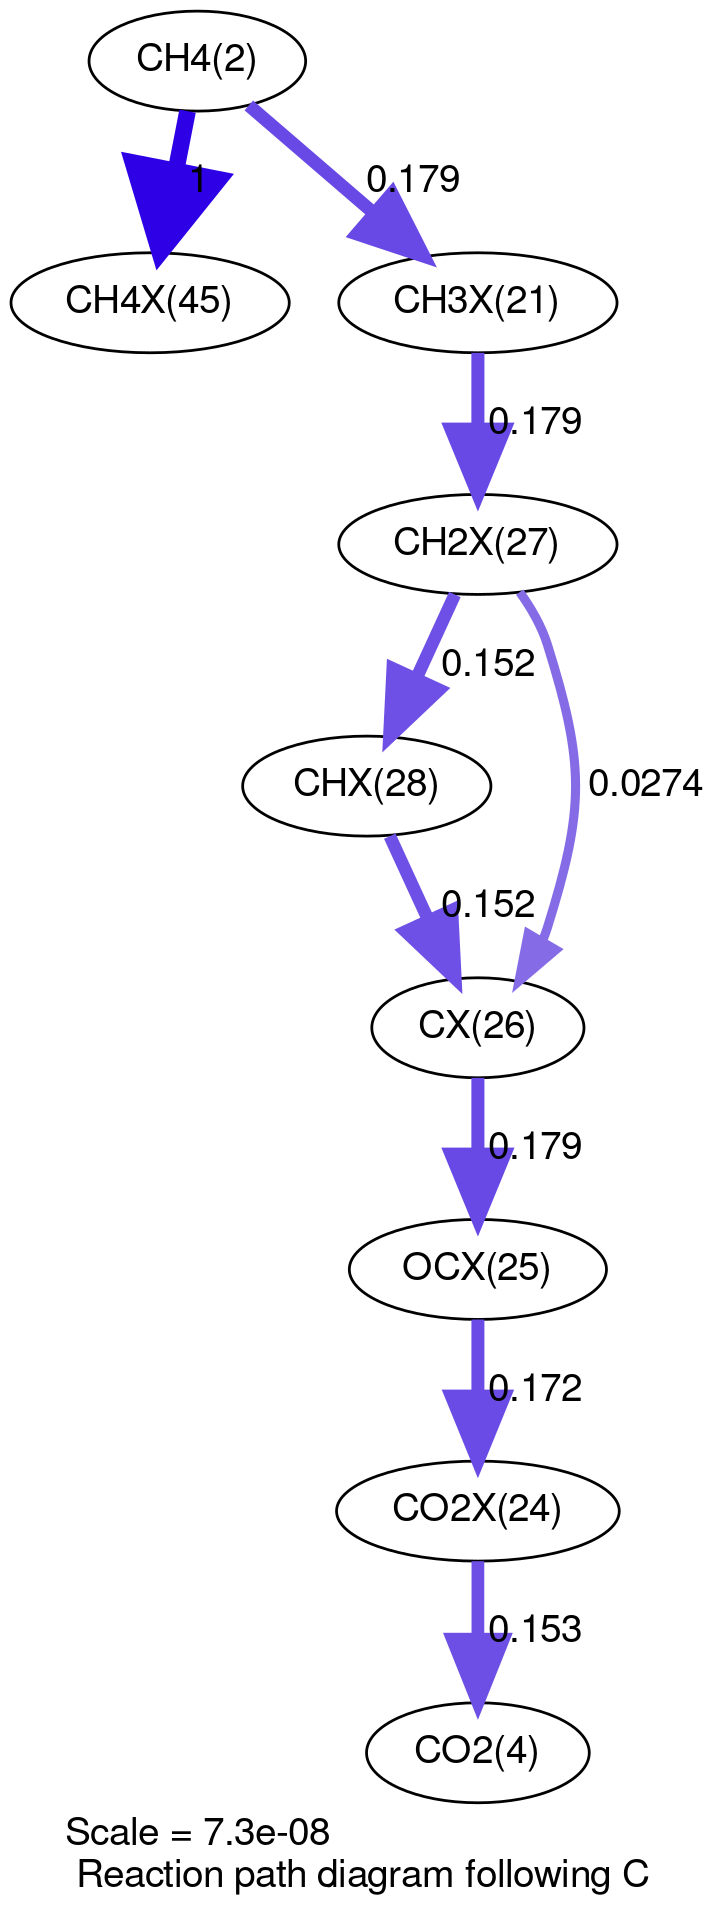 CH4(2)
1
0.179
CH4X(45)
CH3X(21)
0.179
CH2X(27)
0.152
0.0274
CHX(28)
0.152
CX(26)
0.179
OCX(25)
0.172
CO2X(24)
0.153
CO2(4)
Scale = 7.3e-08
Reaction path diagram following C